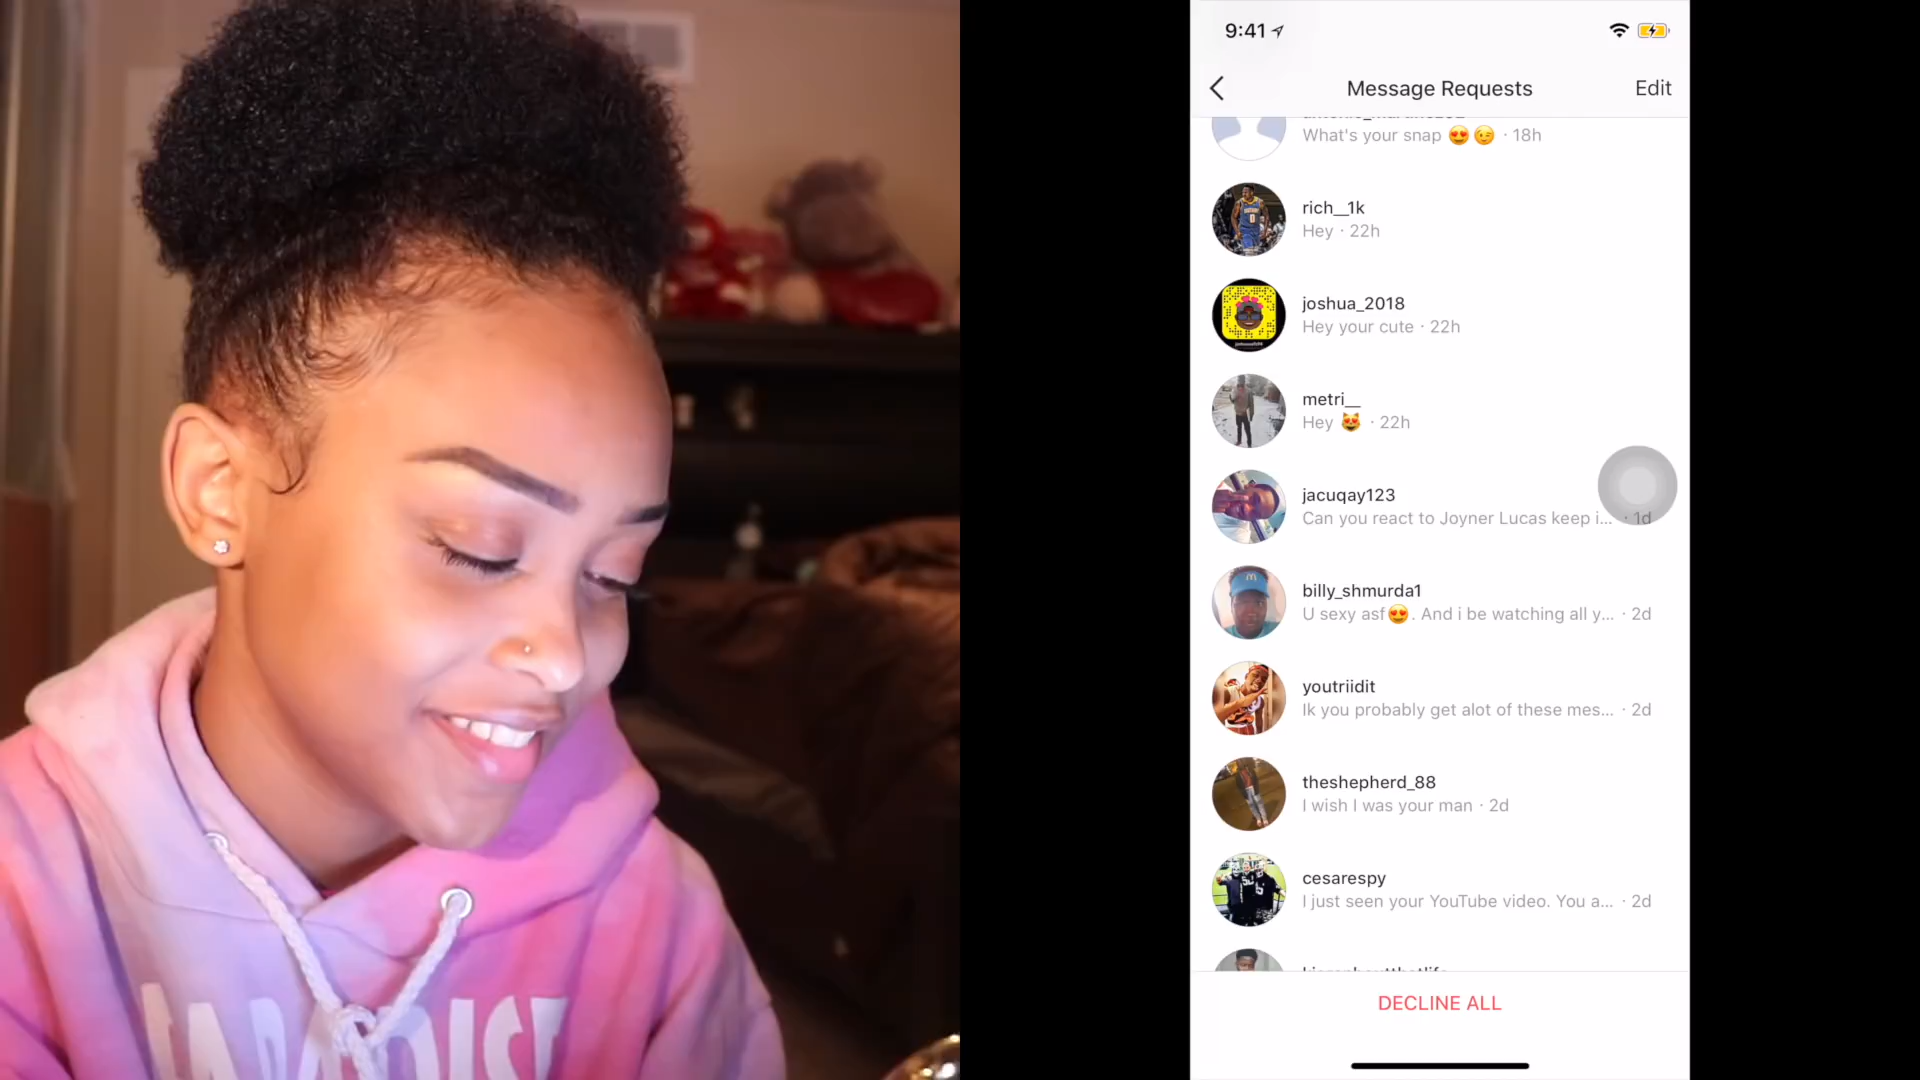 9:41
Message Requests
Edit
What's your snap 😍😉 · 18h
rich__1k
Hey · 22h
joshua_2018
Hey your cute · 22h
metri__
Hey 😻 · 22h
jacuqay123
Can you react to Joyner Lucas keep i... · 1d
billy_shmurda1
U sexy asf😍. And i be watching all y... · 2d
youtriidit
Ik you probably get alot of these mes... · 2d
theshepherd_88
I wish I was your man · 2d
cesarespy
I just seen your YouTube video. You a... · 2d
DECLINE ALL